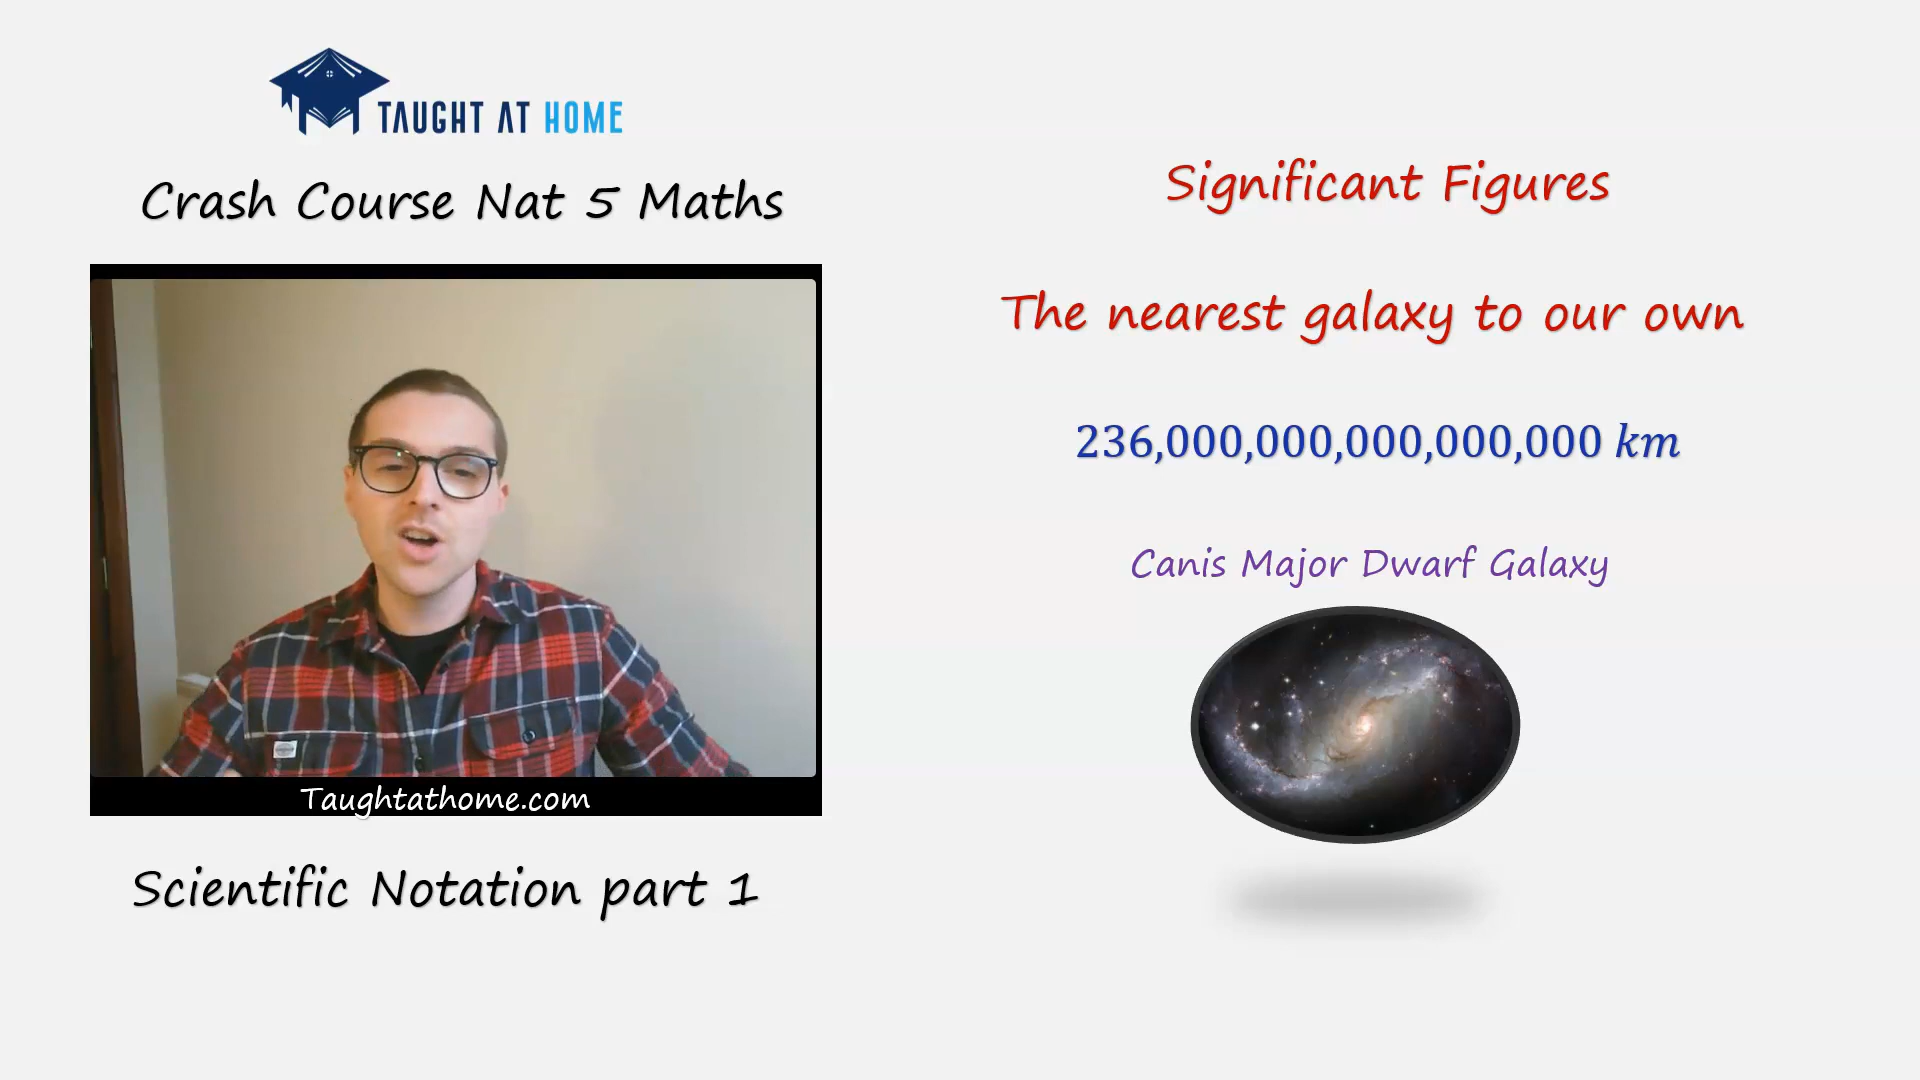 TAUGHT AT HOME
Crash Course Nat 5 Maths
Taughtathome.com
Scientific Notation part 1
Significant Figures
The nearest galaxy to our own
236,000,000,000,000,000 km
Canis Major Dwarf Galaxy